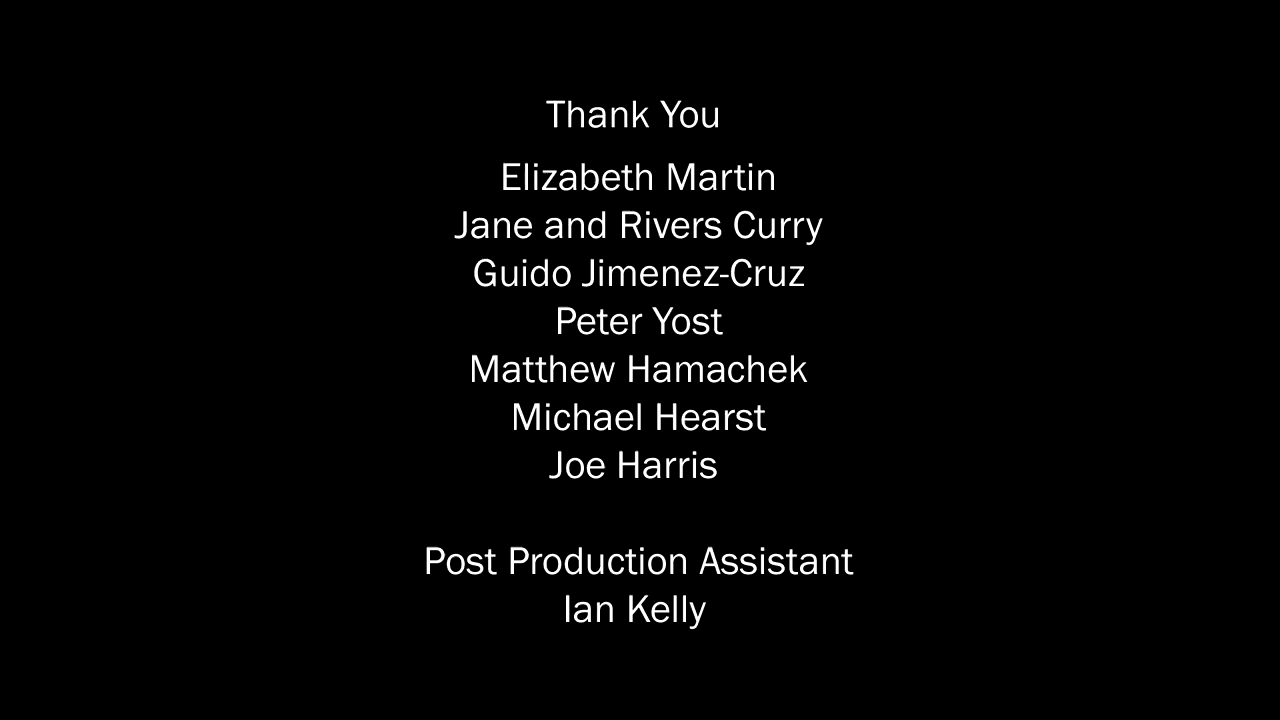 Thank You
Elizabeth Martin
Jane and Rivers Curry
Guido Jimenez-Cruz
Peter Yost
Matthew Hamachek
Michael Hearst
Joe Harris
Post Production Assistant
Ian Kelly